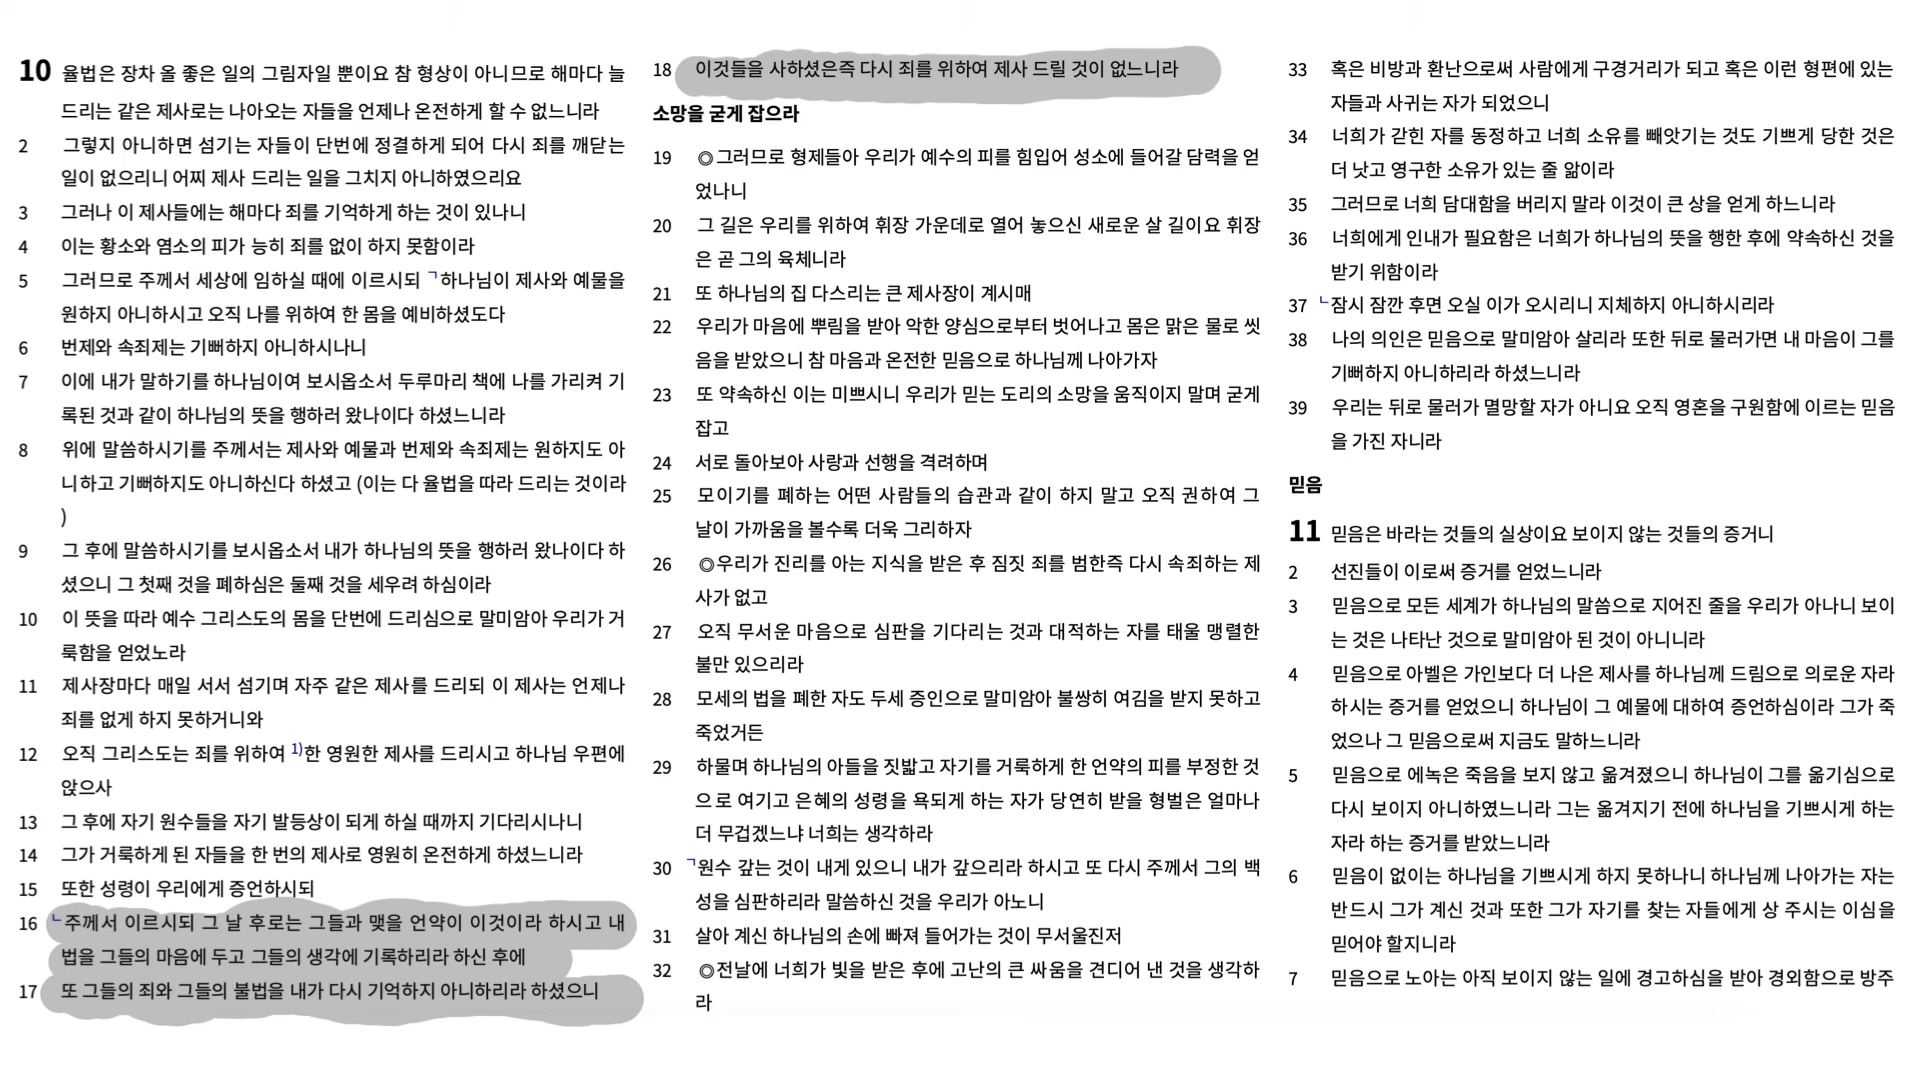 10 율법은 장차 올 좋은 일의 그림자일 뿐이요 참 형상이 아니므로 해마다 늘
드리는 같은 제사로는 나아오는 자들을 언제나 온전하게 할 수 없느니라
2 그렇지 아니하면 섬기는 자들이 단번에 정결하게 되어 다시 죄를 깨닫는
일이 없으리니 어찌 제사 드리는 일을 그치지 아니하였으리요
3 그러나 이 제사들에는 해마다 죄를 기억하게 하는 것이 있나니
4 이는 황소와 염소의 피가 능히 죄를 없이 하지 못함이라
5 그러므로 주께서 세상에 임하실 때에 이르시되 ㄱ하나님이 제사와 예물을
원하지 아니하시고 오직 나를 위하여 한 몸을 예비하셨도다
6 번제와 속죄제는 기뻐하지 아니하시나니
7 이에 내가 말하기를 하나님이여 보시옵소서 두루마리 책에 나를 가리켜 기
록된 것과 같이 하나님의 뜻을 행하러 왔나이다 하셨느니라
8 위에 말씀하시기를 주께서는 제사와 예물과 번제와 속죄제는 원하지도 아
니하고 기뻐하지도 아니하신다 하셨고 (이는 다 율법을 따라 드리는 것이라
)
9 그 후에 말씀하시기를 보시옵소서 내가 하나님의 뜻을 행하러 왔나이다 하
셨으니 그 첫째 것을 폐하심은 둘째 것을 세우려 하심이라
10 이 뜻을 따라 예수 그리스도의 몸을 단번에 드리심으로 말미암아 우리가 거
룩함을 얻었노라
11 제사장마다 매일 서서 섬기며 자주 같은 제사를 드리되 이 제사는 언제나
죄를 없게 하지 못하거니와
12 오직 그리스도는 죄를 위하여 1)한 영원한 제사를 드리시고 하나님 우편에
앉으사
13 그 후에 자기 원수들을 자기 발등상이 되게 하실 때까지 기다리시나니
14 그가 거룩하게 된 자들을 한 번의 제사로 영원히 온전하게 하셨느니라
15 또한 성령이 우리에게 증언하시되
16 ㄴ주께서 이르시되 그 날 후로는 그들과 맺을 언약이 이것이라 하시고 내
법을 그들의 마음에 두고 그들의 생각에 기록하리라 하신 후에
17 또 그들의 죄와 그들의 불법을 내가 다시 기억하지 아니하리라 하셨으니
18 이것들을 사하셨은즉 다시 죄를 위하여 제사 드릴 것이 없느니라
소망을 굳게 잡으라
19 ◎그러므로 형제들아 우리가 예수의 피를 힘입어 성소에 들어갈 담력을 얻
었나니
20 그 길은 우리를 위하여 휘장 가운데로 열어 놓으신 새로운 살 길이요 휘장
은 곧 그의 육체니라
21 또 하나님의 집 다스리는 큰 제사장이 계시매
22 우리가 마음에 뿌림을 받아 악한 양심으로부터 벗어나고 몸은 맑은 물로 씻
음을 받았으니 참 마음과 온전한 믿음으로 하나님께 나아가자
23 또 약속하신 이는 미쁘시니 우리가 믿는 도리의 소망을 움직이지 말며 굳게
잡고
24 서로 돌아보아 사랑과 선행을 격려하며
25 모이기를 폐하는 어떤 사람들의 습관과 같이 하지 말고 오직 권하여 그
날이 가까움을 볼수록 더욱 그리하자
26 ◎우리가 진리를 아는 지식을 받은 후 짐짓 죄를 범한즉 다시 속죄하는 제
사가 없고
27 오직 무서운 마음으로 심판을 기다리는 것과 대적하는 자를 태울 맹렬한
불만 있으리라
28 모세의 법을 폐한 자도 두세 증인으로 말미암아 불쌍히 여김을 받지 못하고
죽었거든
29 하물며 하나님의 아들을 짓밟고 자기를 거룩하게 한 언약의 피를 부정한 것
으로 여기고 은혜의 성령을 욕되게 하는 자가 당연히 받을 형벌은 얼마나
더 무겁겠느냐 너희는 생각하라
30 ㄱ원수 갚는 것이 내게 있으니 내가 갚으리라 하시고 또 다시 주께서 그의 백
성을 심판하리라 말씀하신 것을 우리가 아노니
31 살아 계신 하나님의 손에 빠져 들어가는 것이 무서울진저
32 ◎전날에 너희가 빛을 받은 후에 고난의 큰 싸움을 견디어 낸 것을 생각하
라
33 혹은 비방과 환난으로써 사람에게 구경거리가 되고 혹은 이런 형편에 있는
자들과 사귀는 자가 되었으니
34 너희가 갇힌 자를 동정하고 너희 소유를 빼앗기는 것도 기쁘게 당한 것은
더 낫고 영구한 소유가 있는 줄 앎이라
35 그러므로 너희 담대함을 버리지 말라 이것이 큰 상을 얻게 하느니라
36 너희에게 인내가 필요함은 너희가 하나님의 뜻을 행한 후에 약속하신 것을
받기 위함이라
37 ㄴ잠시 잠깐 후면 오실 이가 오시리니 지체하지 아니하시리라
38 나의 의인은 믿음으로 말미암아 살리라 또한 뒤로 물러가면 내 마음이 그를
기뻐하지 아니하리라 하셨느니라
39 우리는 뒤로 물러가 멸망할 자가 아니요 오직 영혼을 구원함에 이르는 믿음
을 가진 자니라
믿음
11 믿음은 바라는 것들의 실상이요 보이지 않는 것들의 증거니
2 선진들이 이로써 증거를 얻었느니라
3 믿음으로 모든 세계가 하나님의 말씀으로 지어진 줄을 우리가 아나니 보이
는 것은 나타난 것으로 말미암아 된 것이 아니니라
4 믿음으로 아벨은 가인보다 더 나은 제사를 하나님께 드림으로 의로운 자라
하시는 증거를 얻었으니 하나님이 그 예물에 대하여 증언하심이라 그가 죽
었으나 그 믿음으로써 지금도 말하느니라
5 믿음으로 에녹은 죽음을 보지 않고 옮겨졌으니 하나님이 그를 옮기심으로
다시 보이지 아니하였느니라 그는 옮겨지기 전에 하나님을 기쁘시게 하는
자라 하는 증거를 받았느니라
6 믿음이 없이는 하나님을 기쁘시게 하지 못하나니 하나님께 나아가는 자는
반드시 그가 계신 것과 또한 그가 자기를 찾는 자들에게 상 주시는 이심을
믿어야 할지니라
7 믿음으로 노아는 아직 보이지 않는 일에 경고하심을 받아 경외함으로 방주